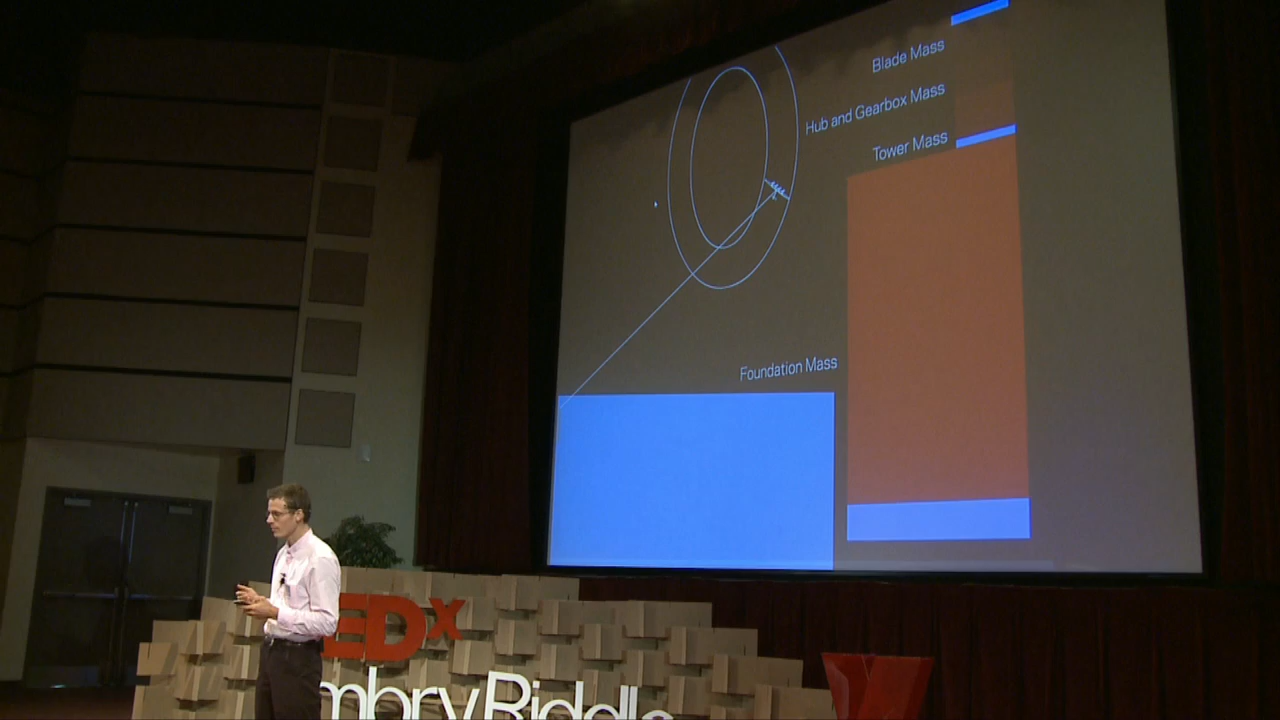 Blade Mass
Hub and Gearbox Mass
Tower Mass
Foundation Mass
EDx
mbry Riddle